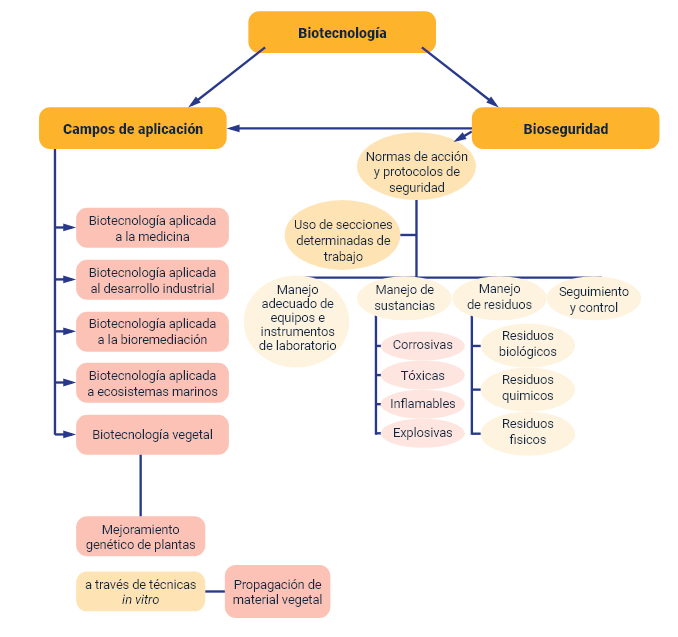 Biotecnología
Campos de aplicación
Bioseguridad
Normas de acción
y protocolos de
seguridad
Uso de secciones
determinadas de
trabajo
Biotecnología aplicada
a la medicina
Biotecnología aplicada
al desarrollo industrial
Biotecnología aplicada
a la bioremediación
Biotecnología aplicada
a ecosistemas marinos
Biotecnología vegetal
Manejo
adecuado de
equipos e
instrumentos
de laboratorio
Manejo de
sustancias
Manejo
de residuos
Seguimiento
y control
Corrosivas
Tóxicas
Inflamables
Explosivas
Residuos
biológicos
Residuos
quimicos
Residuos
fisicos
Mejoramiento
genético de plantas
a través de técnicas
in vitro
Propagación de
material vegetal